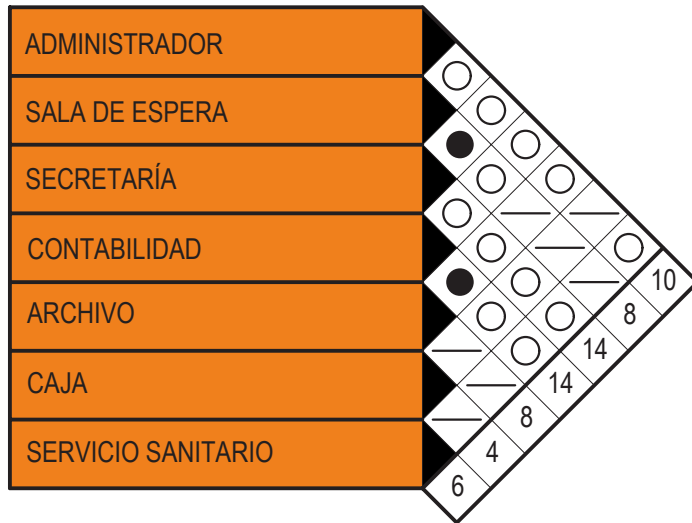 ADMINISTRADOR
SALA DE ESPERA
SECRETARÍA
CONTABILIDAD
ARCHIVO
CAJA
SERVICIO SANITARIO
10
8
14
14
8
4
6